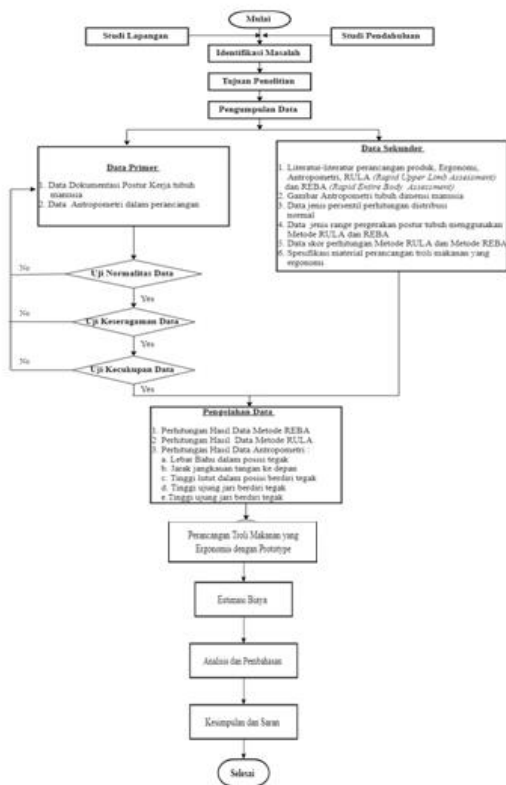 Mulai
Studi Lapangan
Studi Pendahuluan
Identifikasi Masalah
Tujuan Penelitian
Pengumpulan Data
Data Primer
1. Data Dokumentasi Postur Kerja tubuh
manusia
2. Data Antropometri dalam perancangan
Data Sekunder
1. Literatur-literatur perancangan produk, Ergonomi,
Antropometri, RULA (Rapid Upper Limb Assessment)
dan REBA (Rapid Entire Body Assessment)
2. Gambar Antropometri tubuh dimensi manusia
3. Data jenis persentil perhitungan distribusi
normal
4. Data jenis range pergerakan postur tubuh menggunakan
Metode RULA dan REBA
5. Data skor perhitungan Metode RULA dan Metode REBA
6. Spesifikasi material perancangan troli makanan yang
ergonomi
No
Uji Normalitas Data
Yes
No
Uji Keseragaman Data
Yes
No
Uji Kecukupan Data
Yes
Pengolahan Data
1. Perhitungan Hasil Data Metode REBA
2. Perhitungan Hasil Data Metode RULA
3. Perhitungan Hasil Data Antropometri :
a. Lebar Bahu dalam posisi tegak
b. Jarak jangkauan tangan ke depan
c. Tinggi lutut dalam posisi berdiri tegak
d. Tinggi ujung jari berdiri tegak
e. Tinggi ujung jari berdiri tegak
Perancangan Troli Makanan yang
Ergonomis dengan Prototype
Estimasi Biaya
Analisis dan Pembahasan
Kesimpulan dan Saran
Selesai